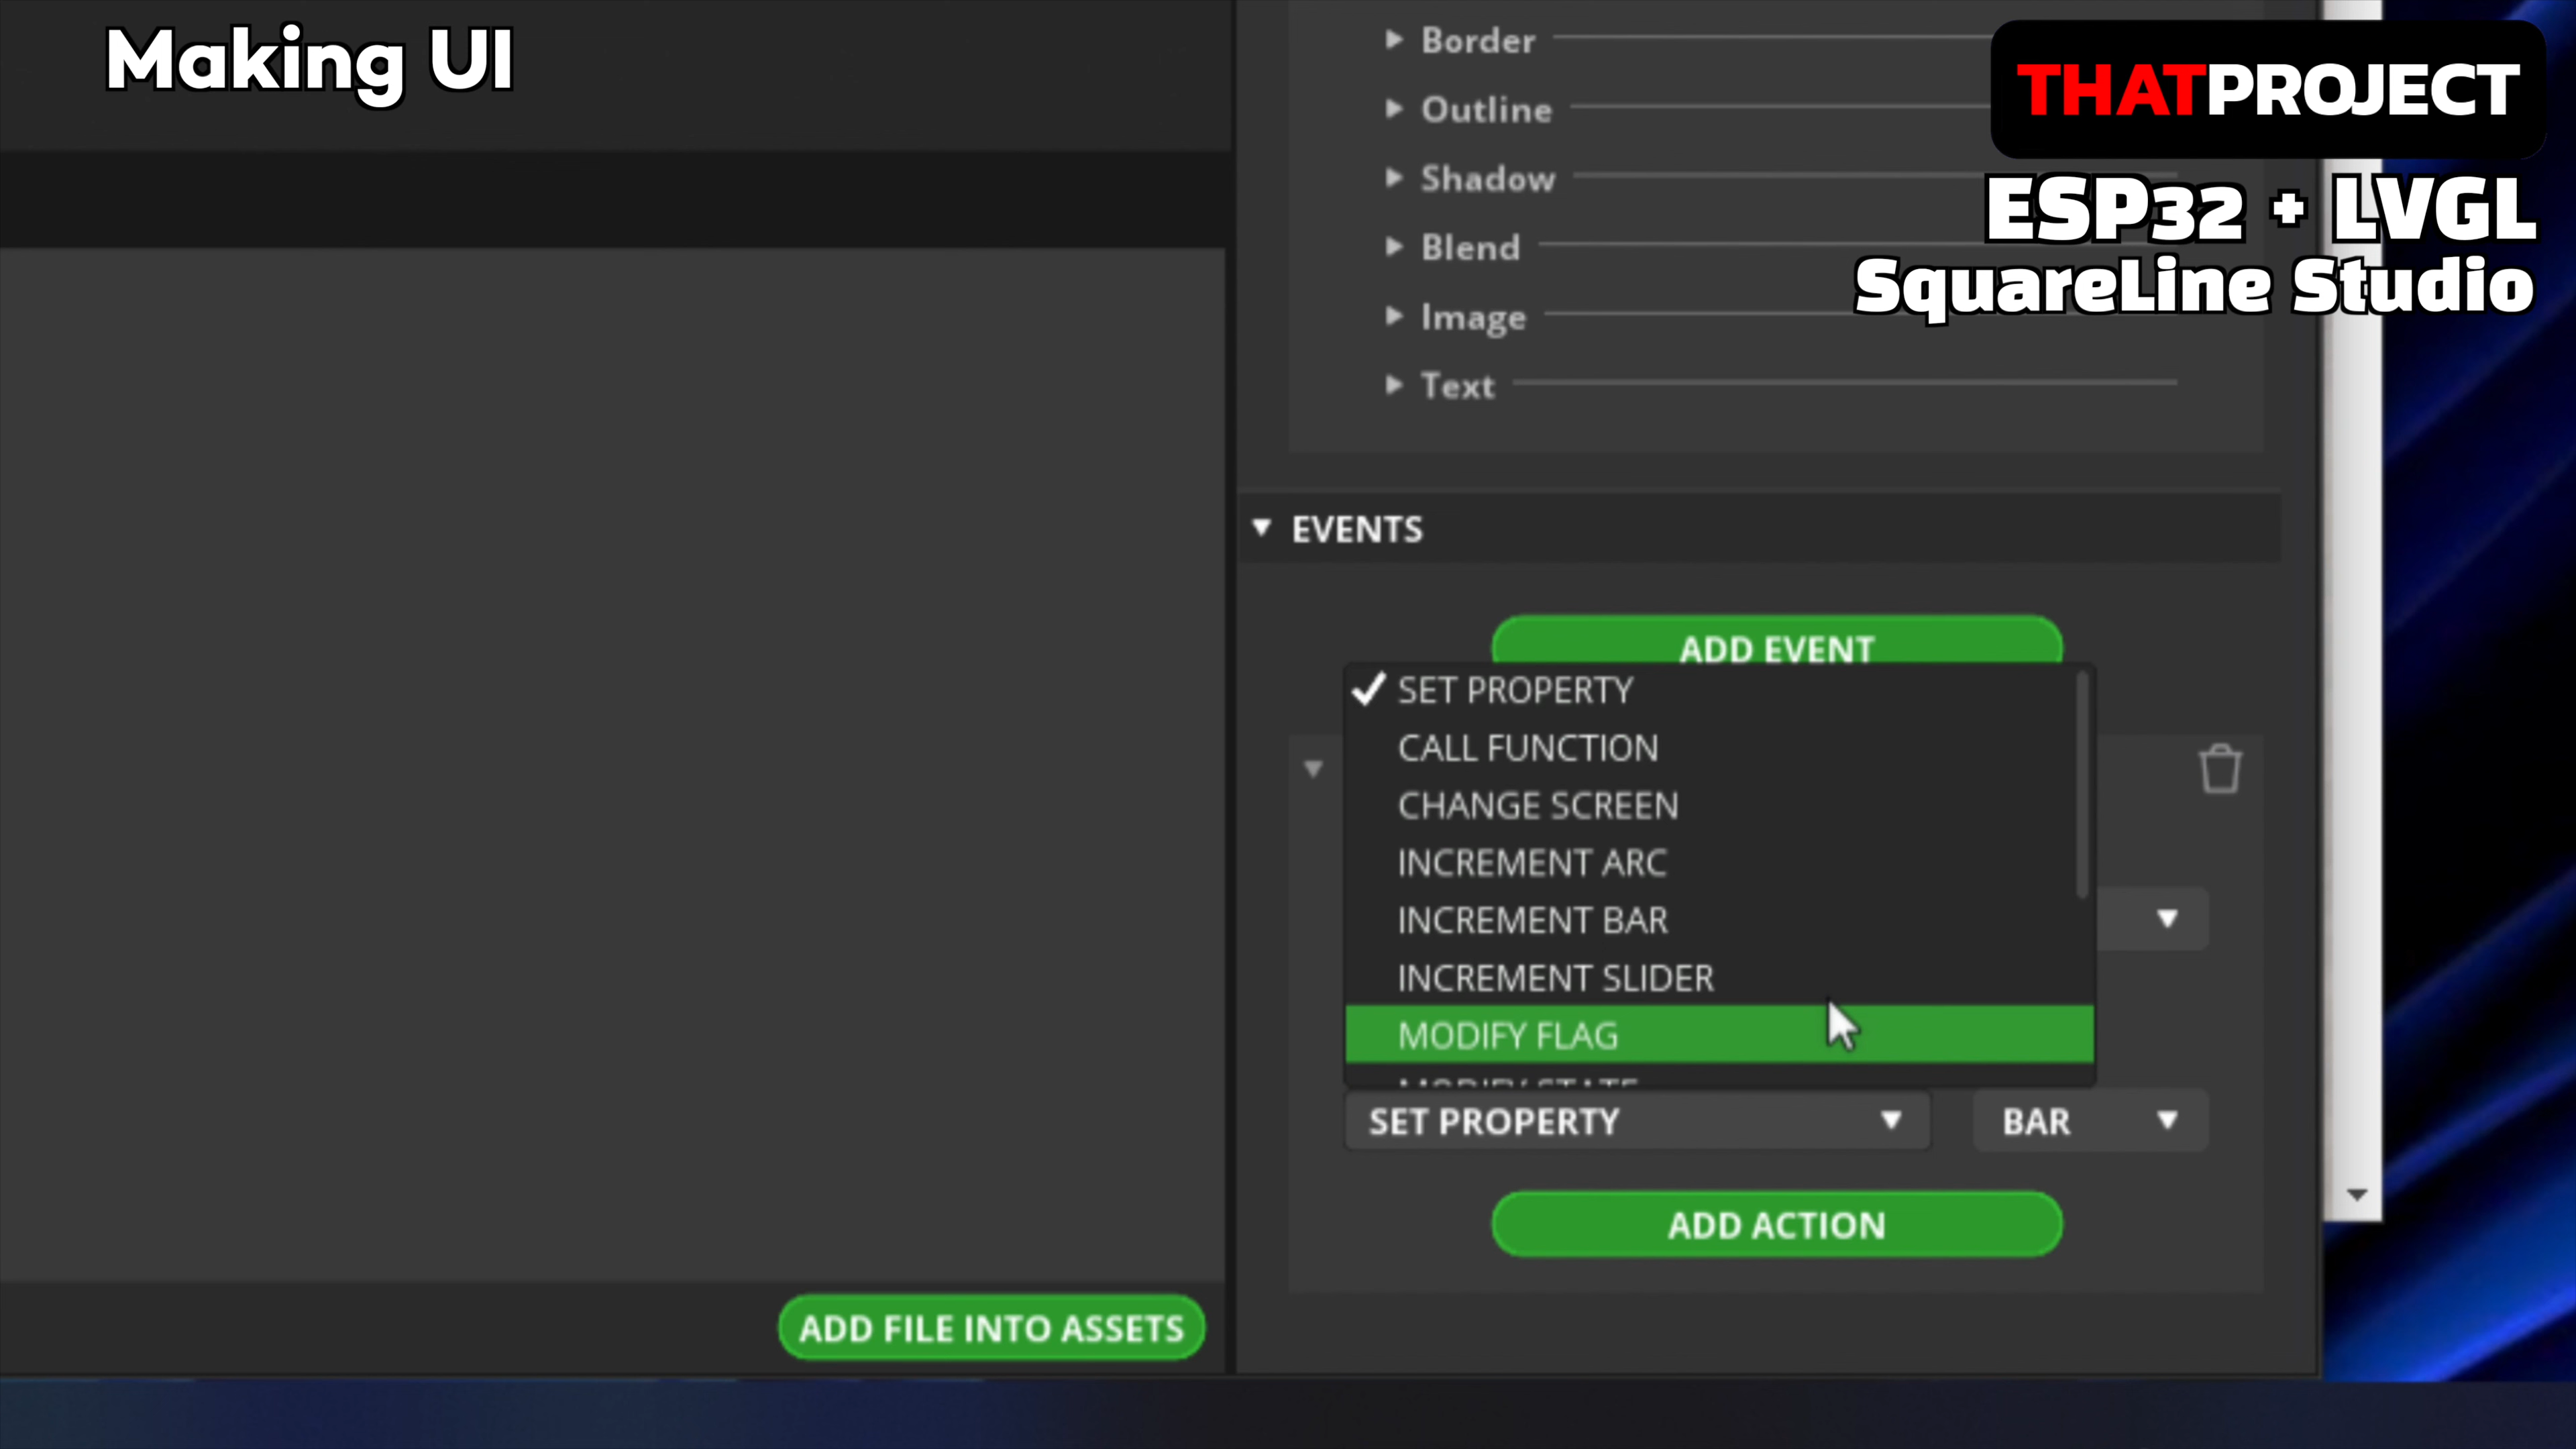 Making UI
THATPROJECT
ESP32 + LVGL
SquareLine Studio
Border
Outline
Shadow
Blend
Image
Text
EVENTS
ADD EVENT
SET PROPERTY
CALL FUNCTION
CHANGE SCREEN
INCREMENT ARC
INCREMENT BAR
INCREMENT SLIDER
MODIFY FLAG
MODIFY STATE
SET PROPERTY BAR
ADD ACTION
ADD FILE INTO ASSETS